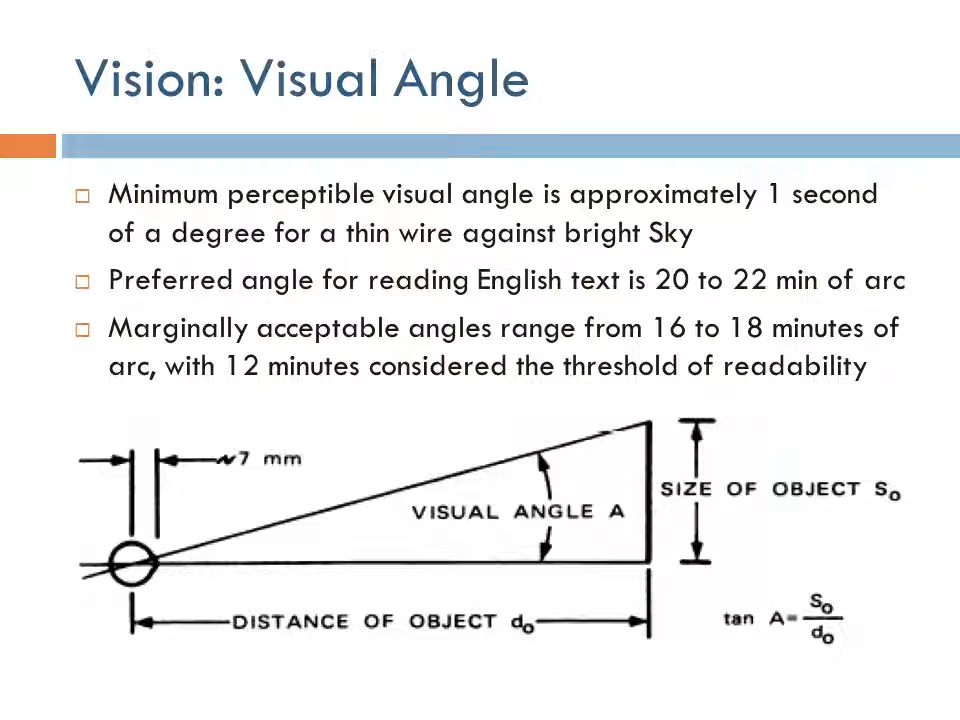 Vision: Visual Angle
Minimum perceptible visual angle is approximately 1 second
of a degree for a thin wire against bright Sky
Preferred angle for reading English text is 20 to 22 min of arc
Marginally acceptable angles range from 16 to 18 minutes of
arc, with 12 minutes considered the threshold of readability
~7 mm
VISUAL ANGLE A
SIZE OF OBJECT So
DISTANCE OF OBJECT do
tan A= So/do